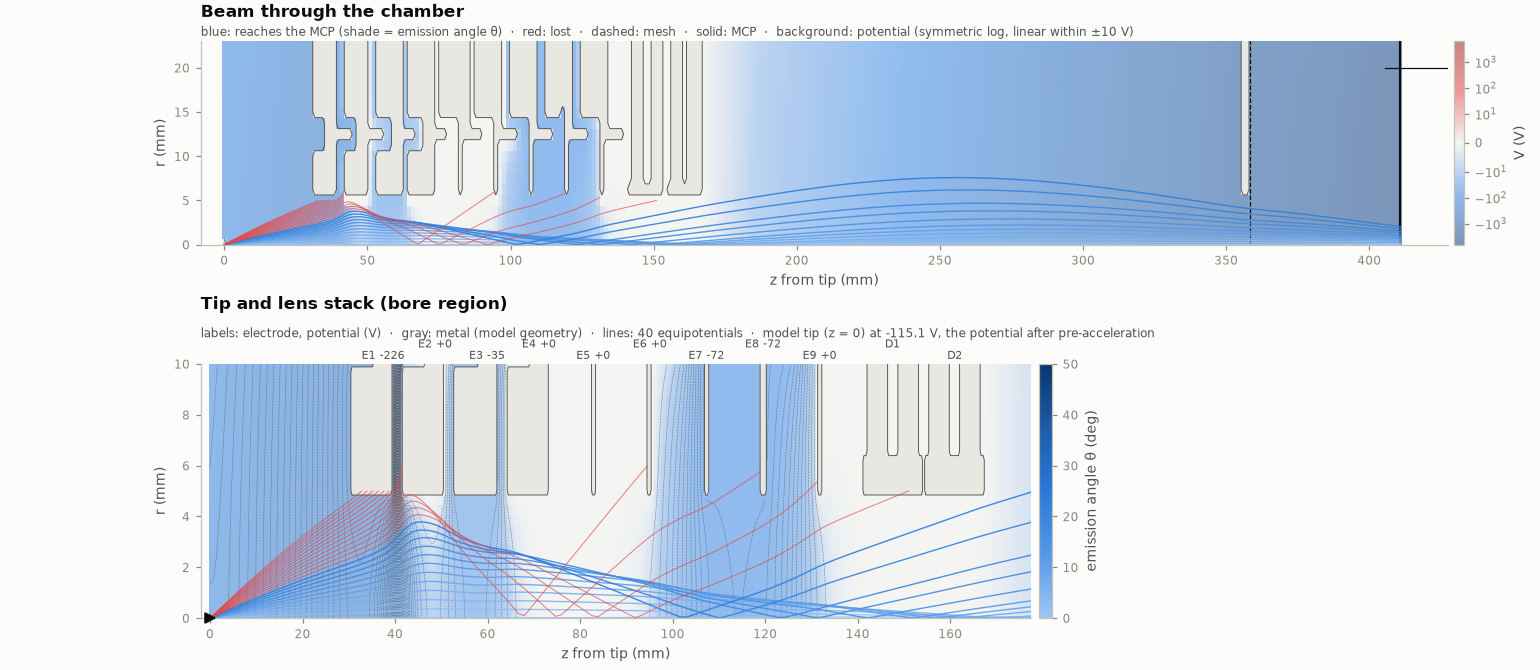 Beam through the chamber
blue: reaches the MCP (shade = emission angle θ)  ·  red: lost  ·  dashed: mesh  ·  solid: MCP  ·  background: potential (symmetric log, linear within ±10 V)
20
15
10
5
0
r (mm)
0 50 100 150 200 250 300 350 400
z from tip (mm)
10³
10²
10¹
0
−10¹
−10²
−10³
V (V)
Tip and lens stack (bore region)
labels: electrode, potential (V)  ·  gray: metal (model geometry)  ·  lines: 40 equipotentials  ·  model tip (z = 0) at -115.1 V, the potential after pre-acceleration
E2 +0 E4 +0 E6 +0 E8 -72 D1
E1 -226 E3 -35 E5 +0 E7 -72 E9 +0 D2
10
8
6
4
2
0
r (mm)
0 20 40 60 80 100 120 140 160
z from tip (mm)
50
40
30
20
10
0
emission angle θ (deg)